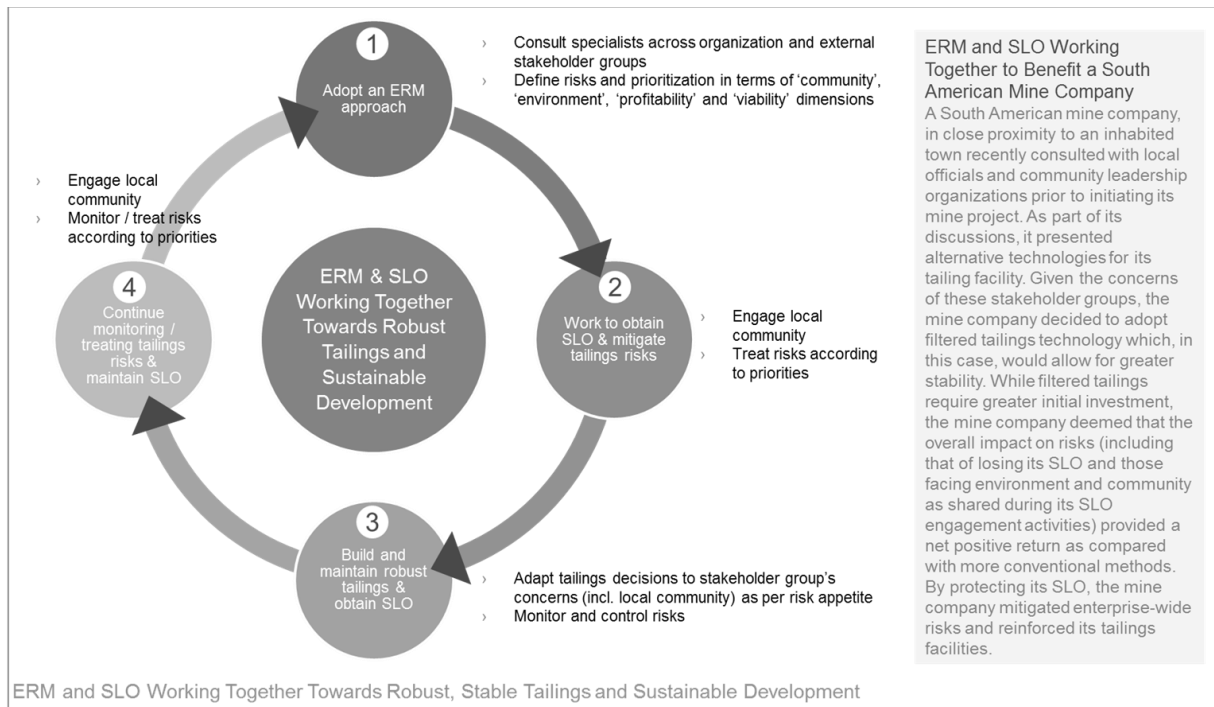 1
Adopt an ERM
approach
› Consult specialists across organization and external
stakeholder groups
› Define risks and prioritization in terms of ‘community’,
‘environment’, ‘profitability’ and ‘viability’ dimensions
2
Work to obtain
SLO & mitigate
tailings risks
› Engage local
community
› Treat risks according
to priorities
3
Build and
maintain robust
tailings &
obtain SLO
› Adapt tailings decisions to stakeholder group’s
concerns (incl. local community) as per risk appetite
› Monitor and control risks
4
Continue
monitoring /
treating tailings
risks &
maintain SLO
› Engage local
community
› Monitor / treat risks
according to priorities
ERM & SLO
Working Together
Towards Robust
Tailings and
Sustainable
Development
ERM and SLO Working
Together to Benefit a South
American Mine Company
A South American mine company,
in close proximity to an inhabited
town recently consulted with local
officials and community leadership
organizations prior to initiating its
mine project. As part of its
discussions, it presented
alternative technologies for its
tailing facility. Given the concerns
of these stakeholder groups, the
mine company decided to adopt
filtered tailings technology which, in
this case, would allow for greater
stability. While filtered tailings
require greater initial investment,
the mine company deemed that the
overall impact on risks (including
that of losing its SLO and those
facing environment and community
as shared during its SLO
engagement activities) provided a
net positive return as compared
with more conventional methods.
By protecting its SLO, the mine
company mitigated enterprise-wide
risks and reinforced its tailings
facilities.
ERM and SLO Working Together Towards Robust, Stable Tailings and Sustainable Development